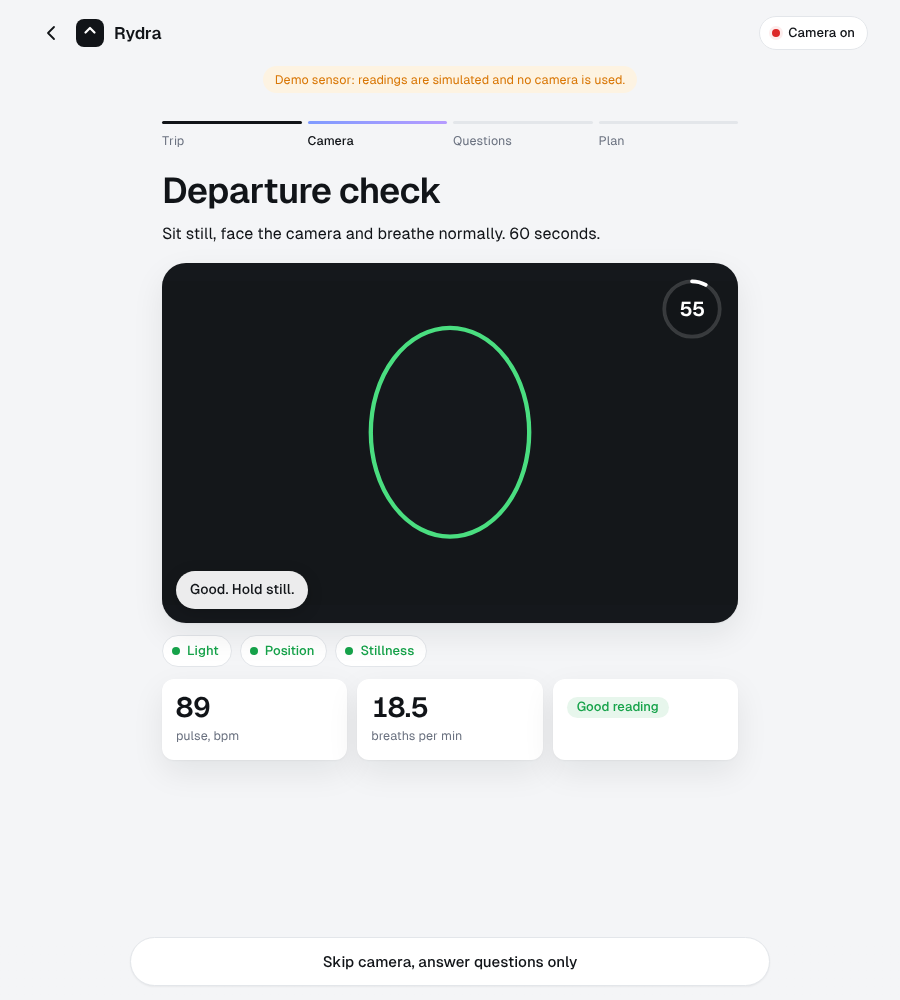 Rydra
Camera on
Demo sensor: readings are simulated and no camera is used.
Trip
Camera
Questions
Plan
Departure check
Sit still, face the camera and breathe normally. 60 seconds.
55
Good. Hold still.
Light
Position
Stillness
89
pulse, bpm
18.5
breaths per min
Good reading
Skip camera, answer questions only